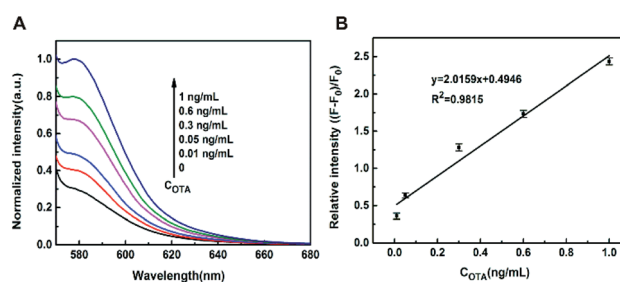 A
Normalized intensity(a.u.)
1.0
0.8
0.6
0.4
0.2
0.0
1 ng/mL
0.6 ng/mL
0.3 ng/mL
0.05 ng/mL
0.01 ng/mL
0
C_OTA
580 600 620 640 660 680
Wavelength(nm)
B
Relative intensity ((F-F₀)/F₀)
2.5
2.0
1.5
1.0
0.5
0.0
y=2.0159x+0.4946
R²=0.9815
0.0 0.2 0.4 0.6 0.8 1.0
C_OTA(ng/mL)